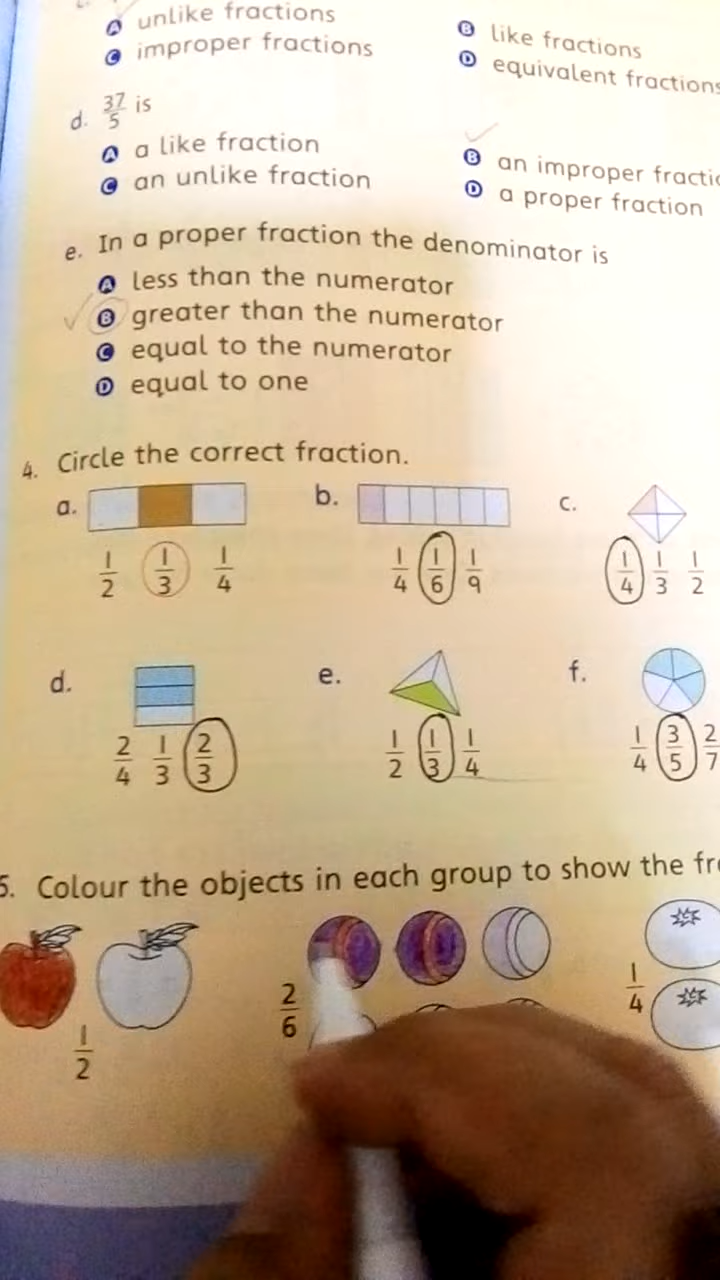 A unlike fractions B like fractions
C improper fractions D equivalent fractions
d. 37/5 is
A a like fraction B an improper fractic
C an unlike fraction D a proper fraction
e. In a proper fraction the denominator is
A less than the numerator
B greater than the numerator
C equal to the numerator
D equal to one
4. Circle the correct fraction.
a. b. c.
1/2 1/3 1/4 1/4 1/6 1/9 1/4 1/3 1/2
d. e. f.
2/4 1/3 2/3 1/2 1/3 1/4 1/4 3/5 2/7
5. Colour the objects in each group to show the fr
1/2 2/6 1/4